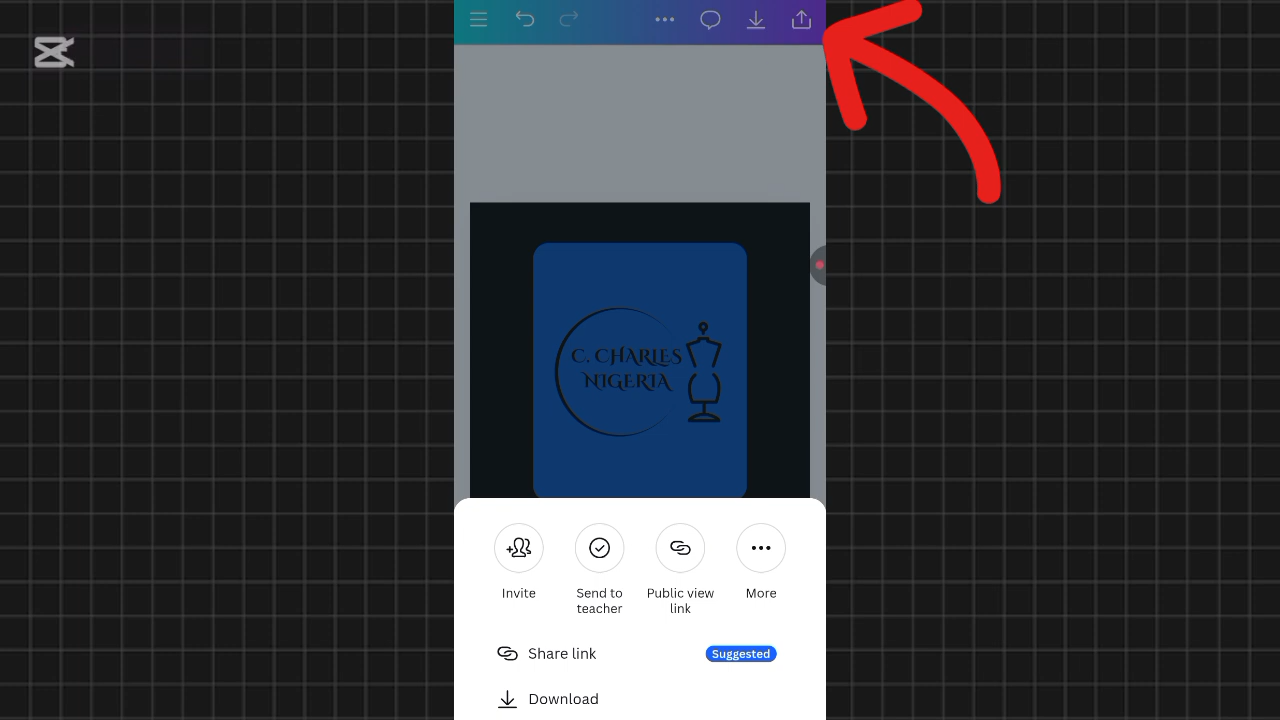 C. CHARLES
NIGERIA
Invite
Send to
teacher
Public view
link
More
Share link
Suggested
Download